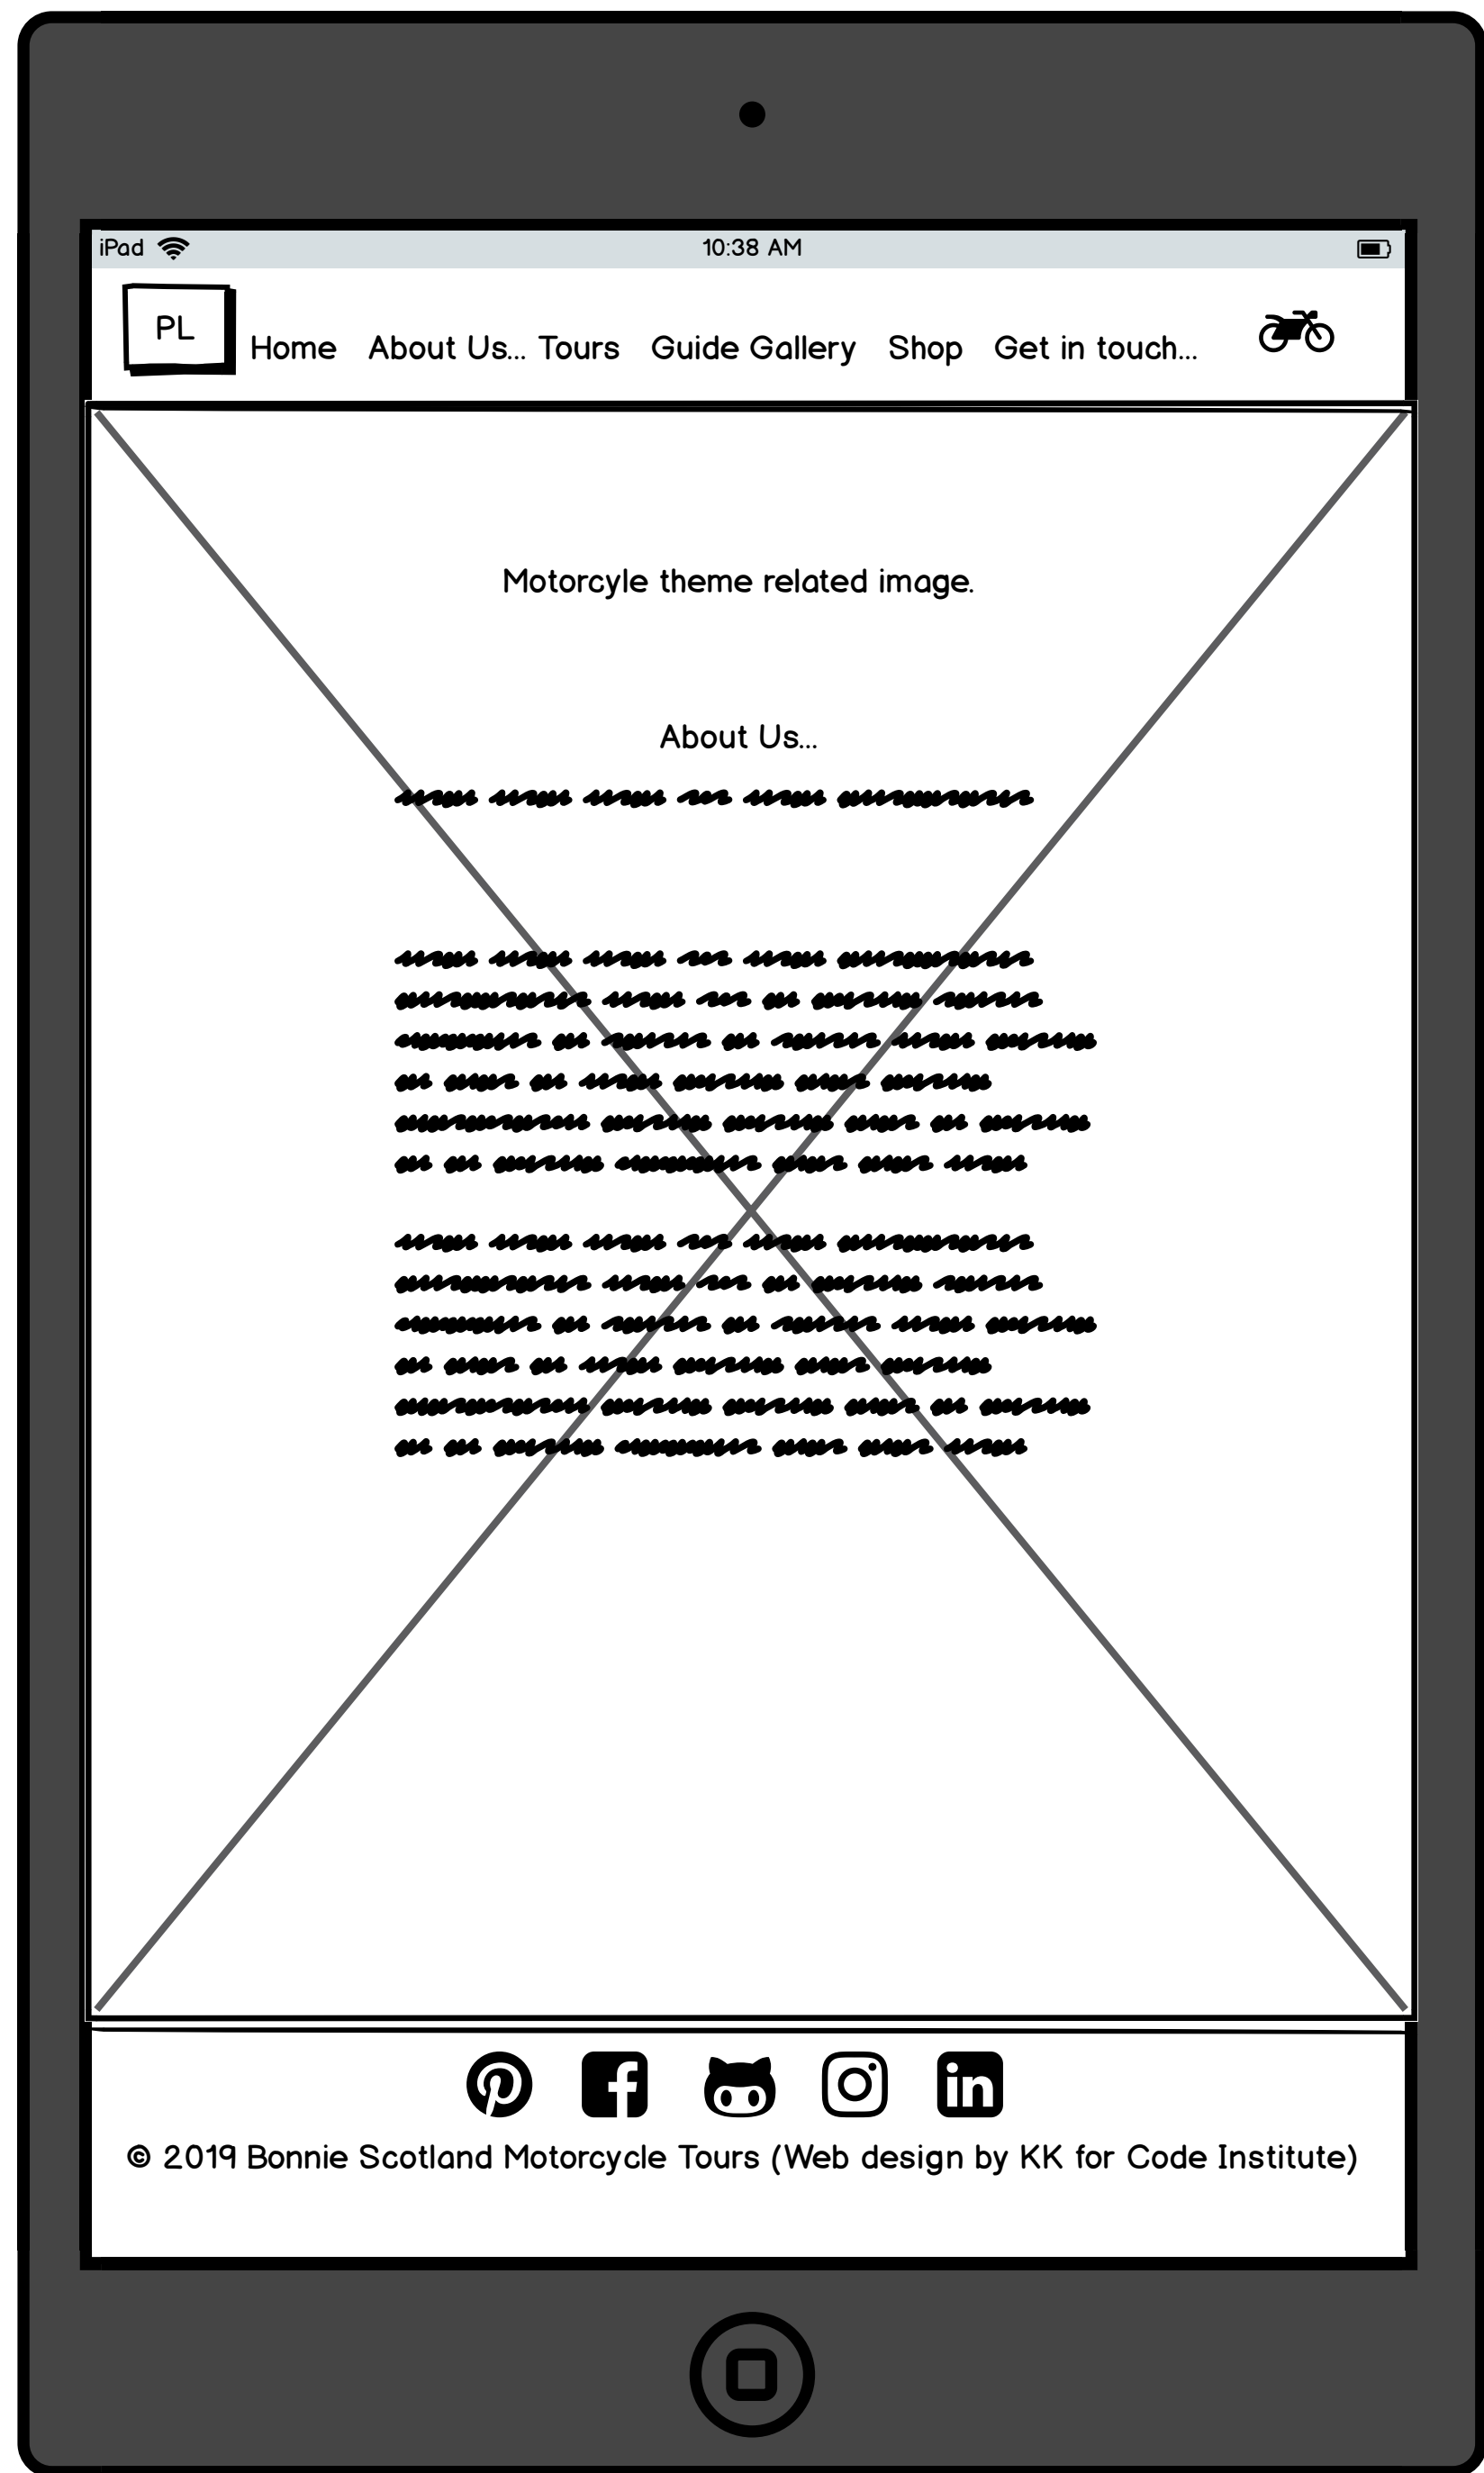 iPad 10:38 AM
PL
Home About Us... Tours Guide Gallery Shop Get in touch...
Motorcyle theme related image.
About Us...
© 2019 Bonnie Scotland Motorcycle Tours (Web design by KK for Code Institute)